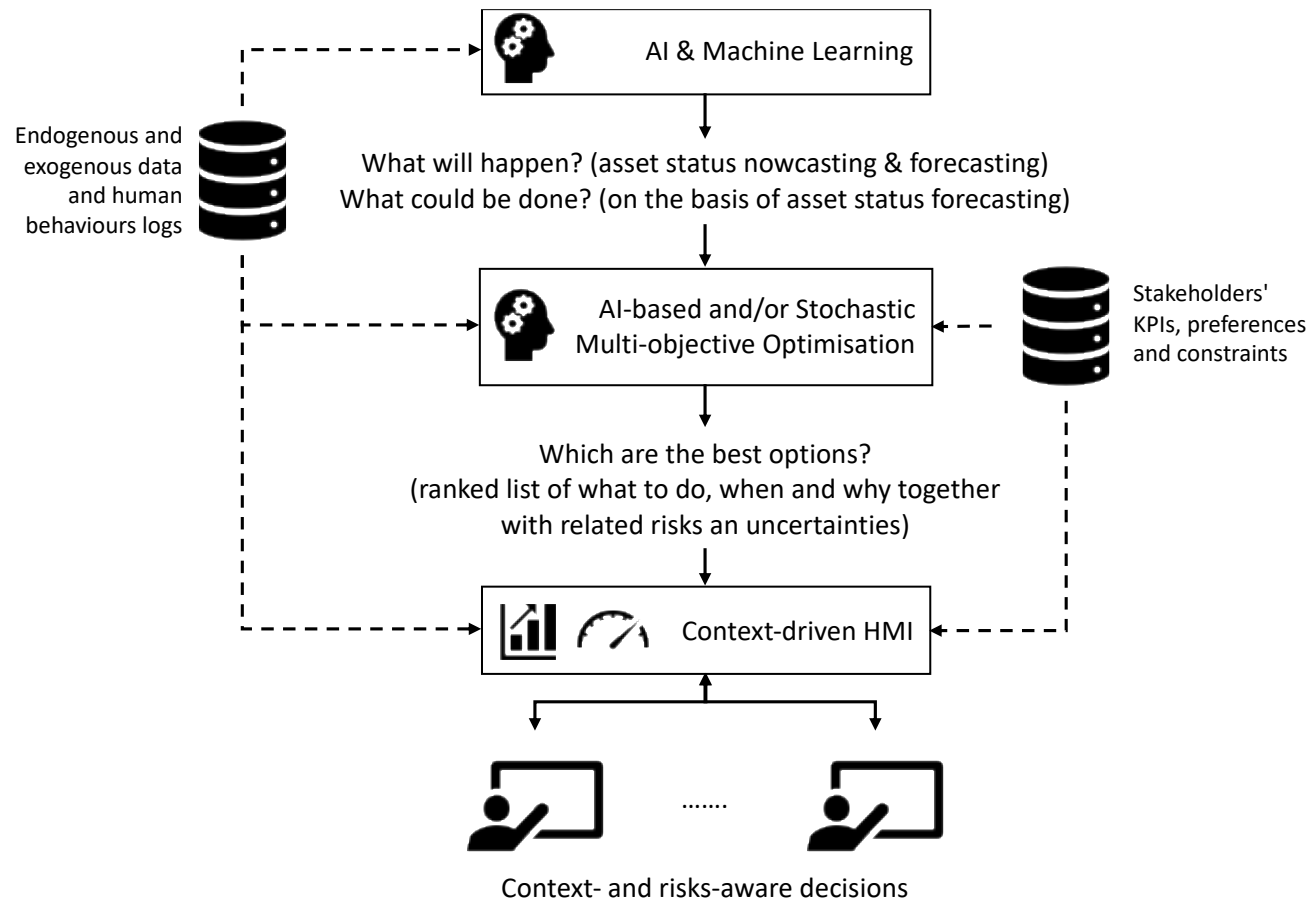 AI & Machine Learning
Endogenous and
exogenous data
and human
behaviours logs
What will happen? (asset status nowcasting & forecasting)
What could be done? (on the basis of asset status forecasting)
AI-based and/or Stochastic
Multi-objective Optimisation
Stakeholders'
KPIs, preferences
and constraints
Which are the best options?
(ranked list of what to do, when and why together
with related risks an uncertainties)
Context-driven HMI
.......
Context- and risks-aware decisions